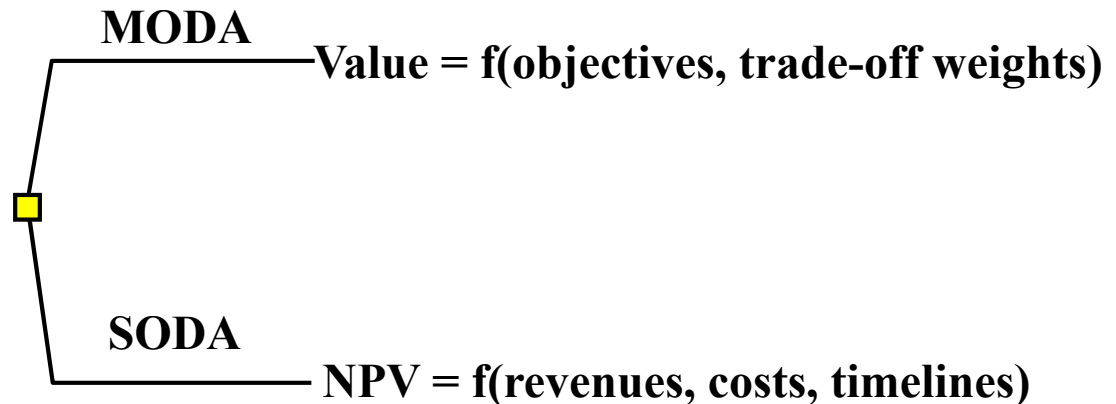 MODA
Value = f(objectives, trade-off weights)
SODA
NPV = f(revenues, costs, timelines)